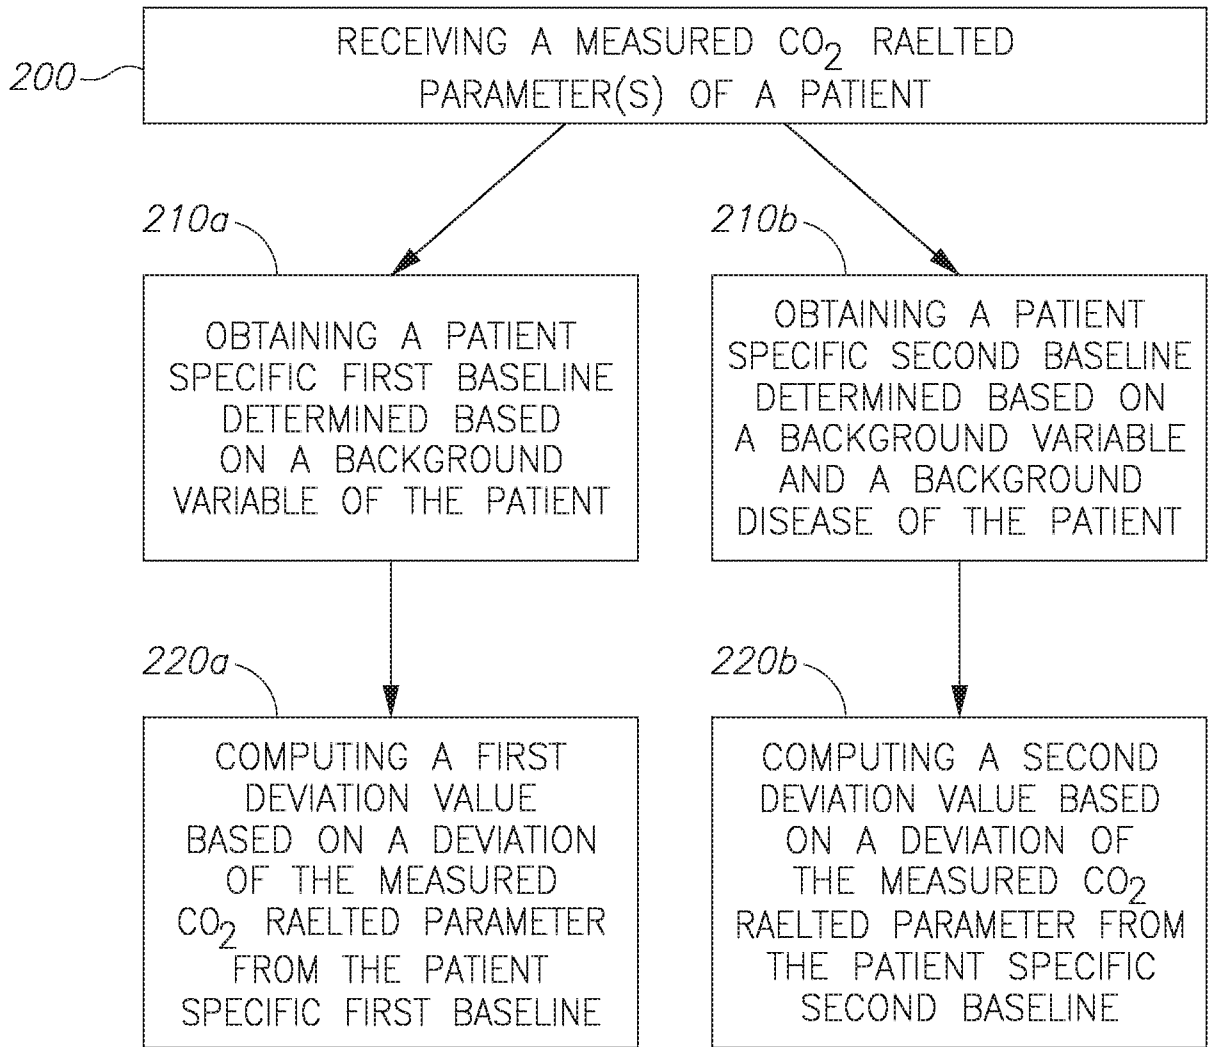 200
RECEIVING A MEASURED CO₂ RAELTED
PARAMETER(S) OF A PATIENT
210a
OBTAINING A PATIENT
SPECIFIC FIRST BASELINE
DETERMINED BASED
ON A BACKGROUND
VARIABLE OF THE PATIENT
210b
OBTAINING A PATIENT
SPECIFIC SECOND BASELINE
DETERMINED BASED ON
A BACKGROUND VARIABLE
AND A BACKGROUND
DISEASE OF THE PATIENT
220a
COMPUTING A FIRST
DEVIATION VALUE
BASED ON A DEVIATION
OF THE MEASURED
CO₂ RAELTED PARAMETER
FROM THE PATIENT
SPECIFIC FIRST BASELINE
220b
COMPUTING A SECOND
DEVIATION VALUE BASED
ON A DEVIATION OF
THE MEASURED CO₂
RAELTED PARAMETER FROM
THE PATIENT SPECIFIC
SECOND BASELINE